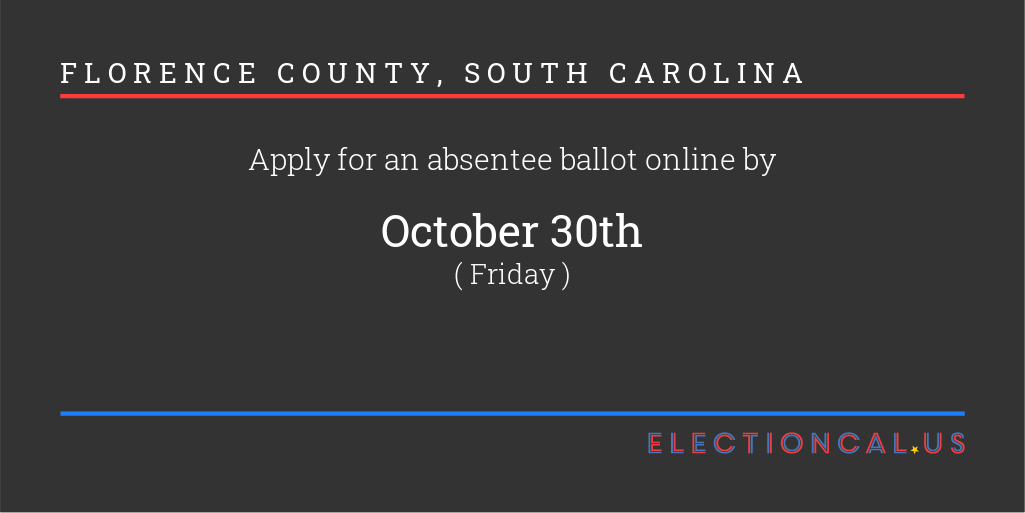 FLORENCE COUNTY, SOUTH CAROLINA
Apply for an absentee ballot online by
October 30th
( Friday )
ELECTIONCAL.US